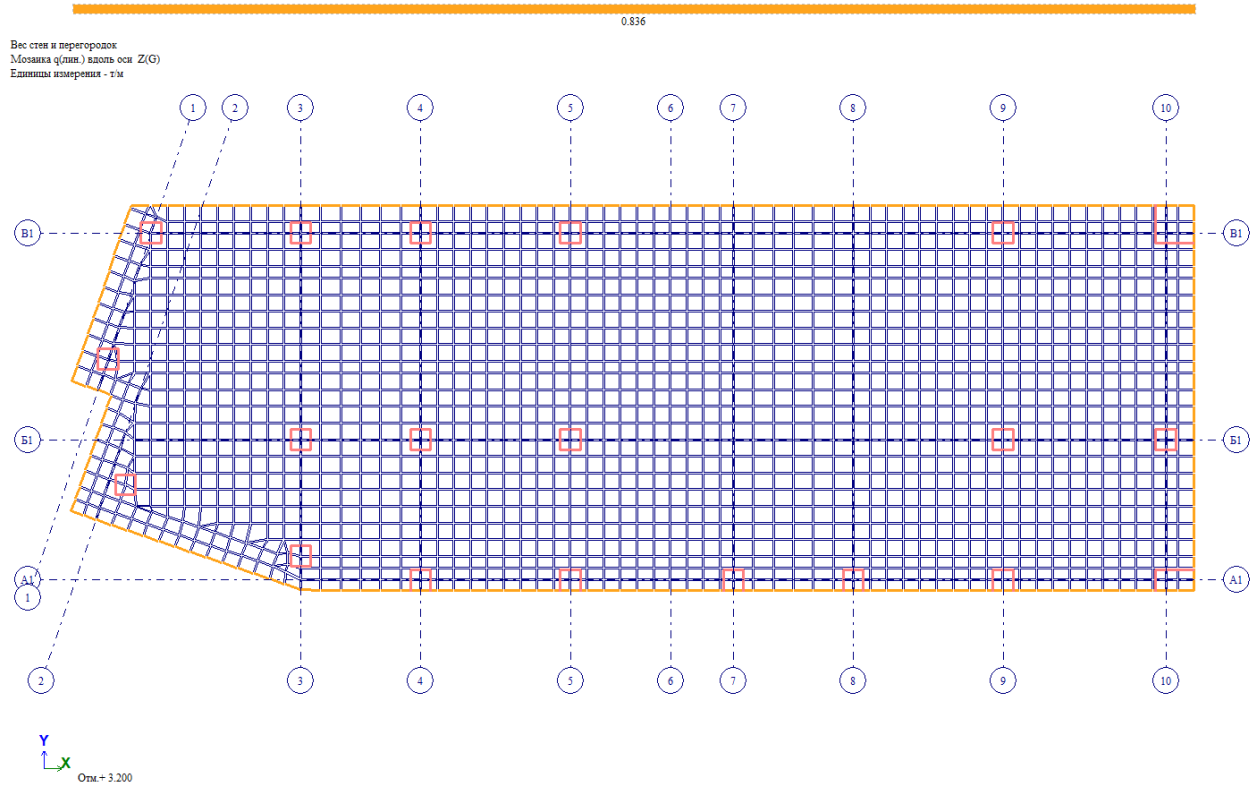 0.836
Вес стен и перегородок
Мозаика q(лин.) вдоль оси Z(G)
Единицы измерения - т/м
1 2 3 4 5 6 7 8 9 10
В1 В1
Б1 Б1
А1 А1
1
2 3 4 5 6 7 8 9 10
Y
X
Отм.+ 3.200